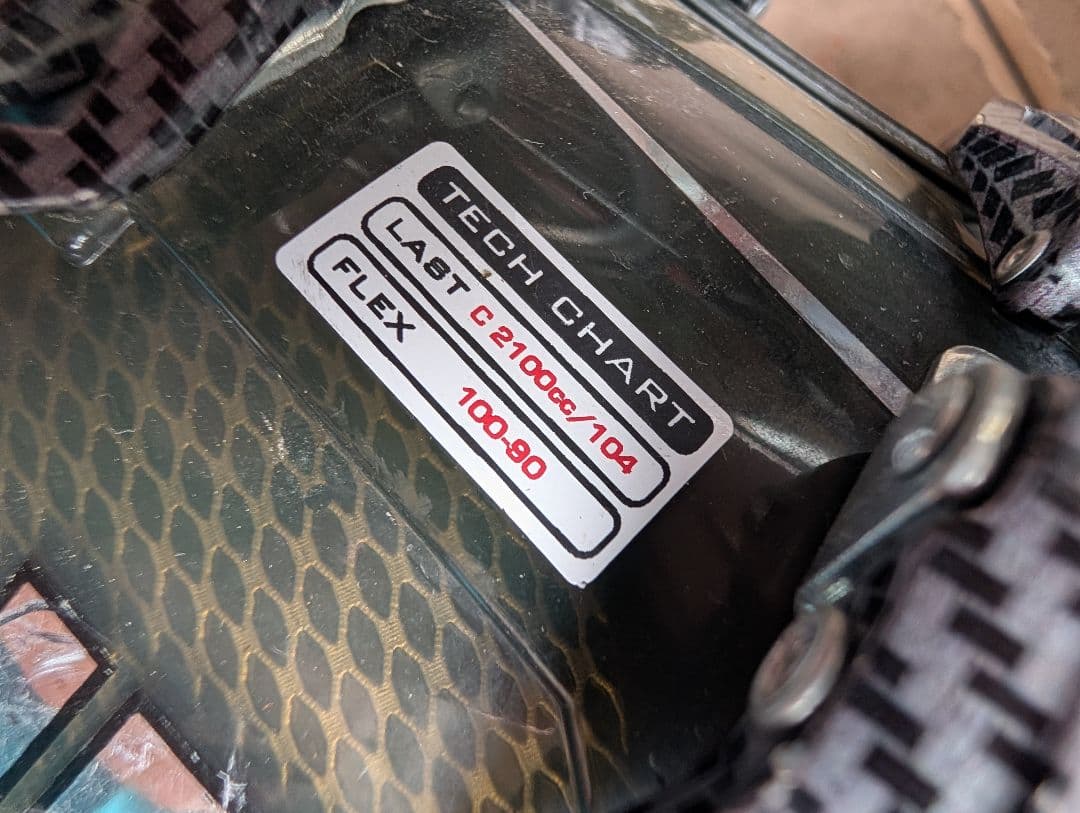 TECH CHART
LAST C 2100cc/104
FLEX 100-90